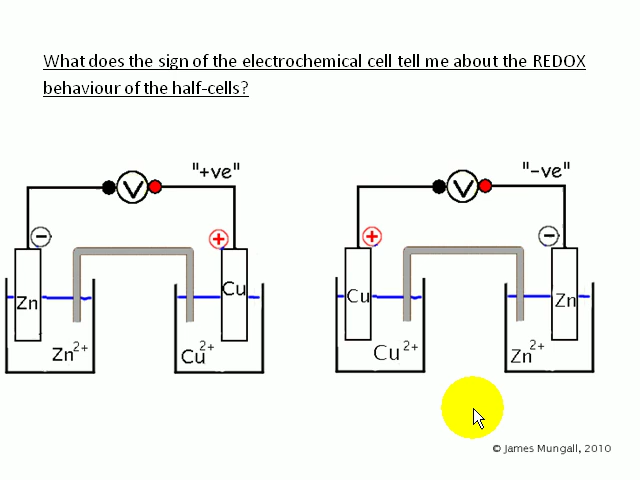 What does the sign of the electrochemical cell tell me about the REDOX
behaviour of the half-cells?
"+ve" "–ve"
V V
− + + −
Zn Cu Cu Zn
Zn²⁺ Cu²⁺ Cu²⁺ Zn²⁺
© James Mungall, 2010